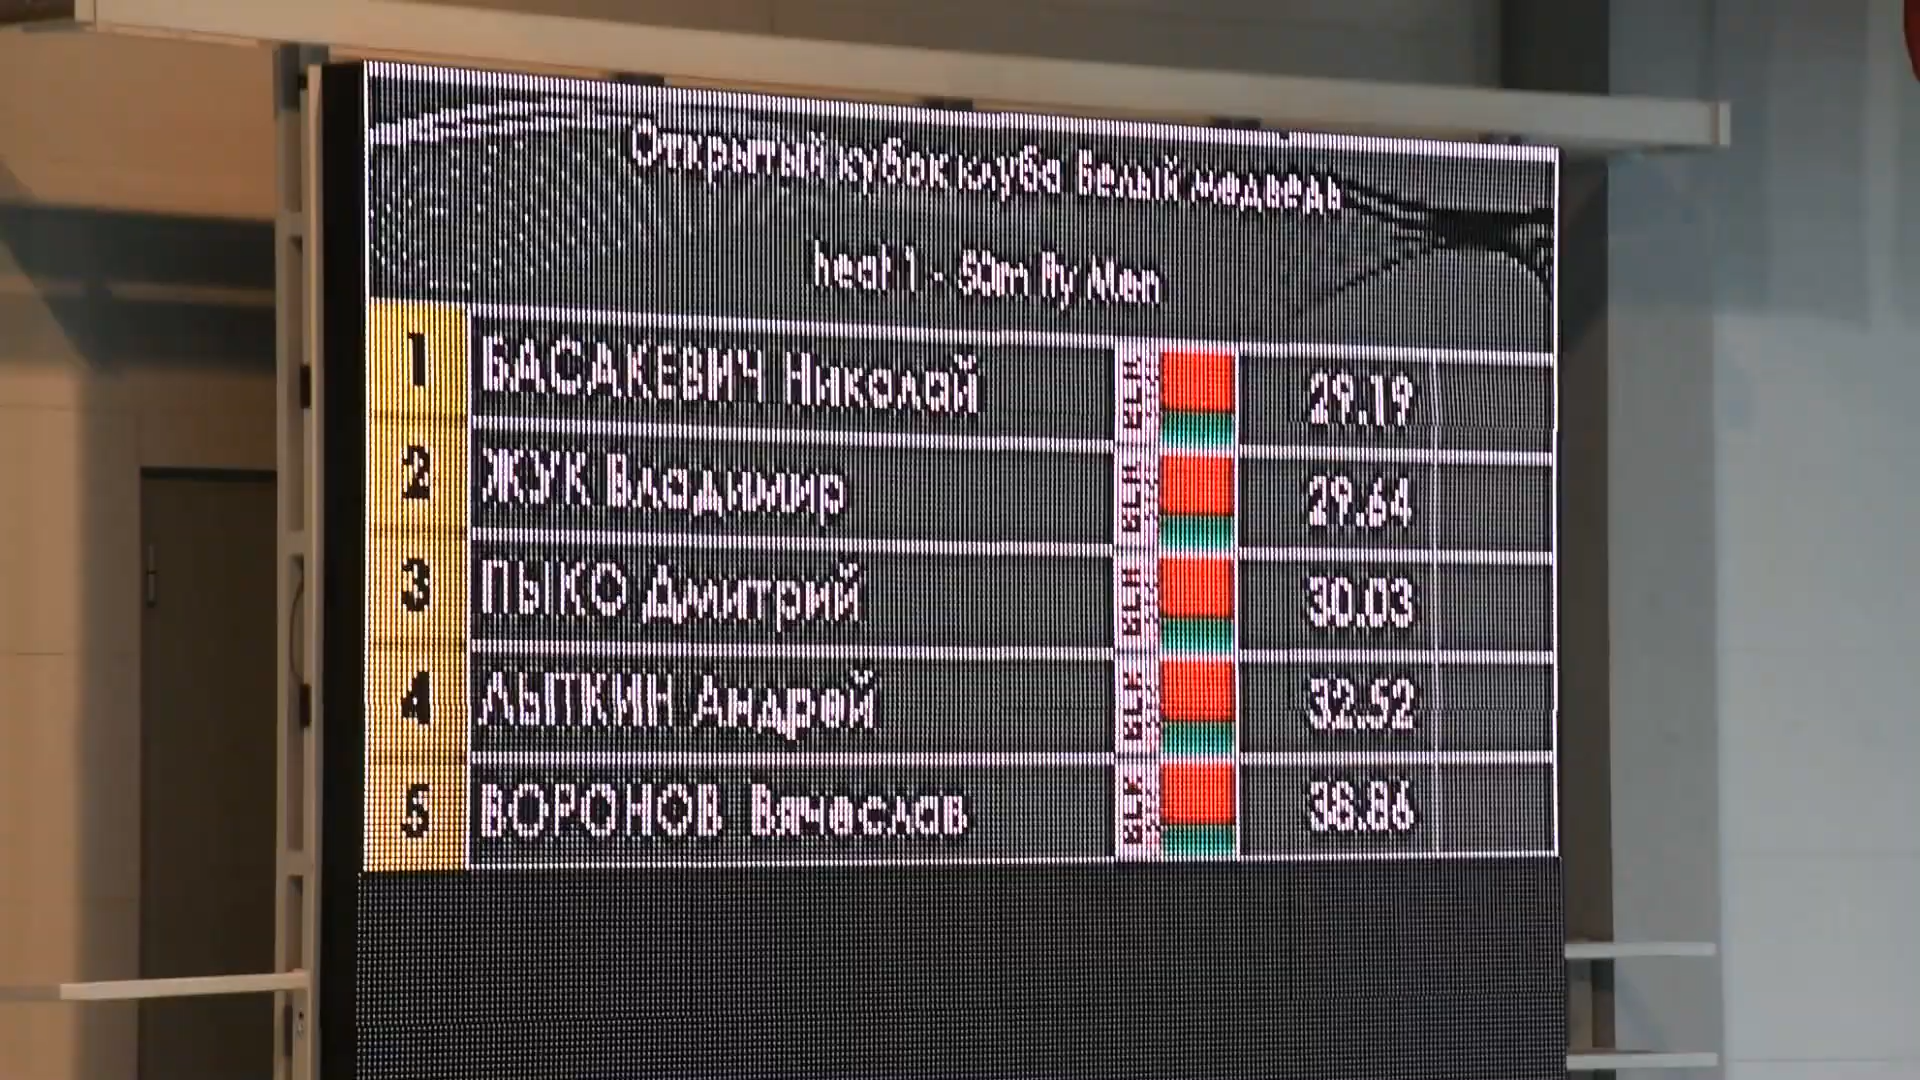 Открытый кубок клуба Белый медведь
heat 1 - 50m Fly Men
1 БАСАКЕВИЧ Николай BLR 29.19
2 ЖУК Владимир BLR 29.64
3 ПЫКО Дмитрий BLR 30.03
4 ЛЫПКИН Андрей BLR 32.52
5 ВОРОНОВ Вячеслав BLR 38.86